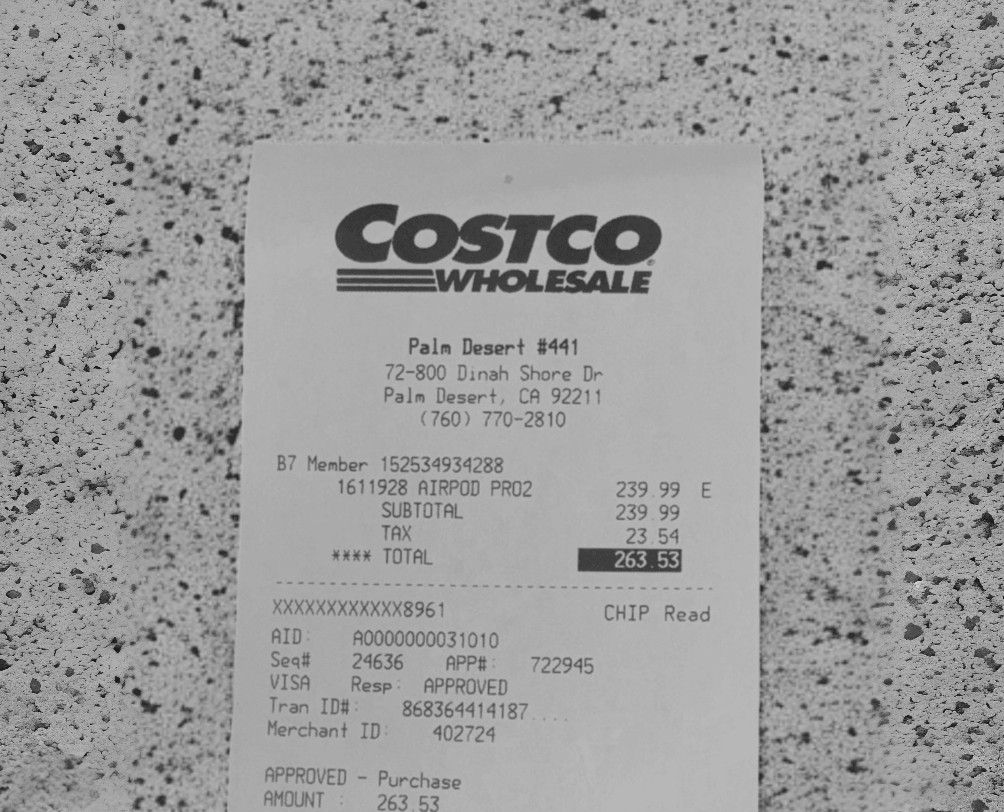 COSTCO
WHOLESALE
Palm Desert #441
72-800 Dinah Shore Dr
Palm Desert, CA 92211
(760) 770-2810
B7 Member 152534934288
1611928 AIRPOD PRO2 239.99 E
SUBTOTAL 239.99
TAX 23.54
**** TOTAL 263.53
XXXXXXXXXXXX8961 CHIP Read
AID: A0000000031010
Seq# 24636 APP#: 722945
VISA Resp: APPROVED
Tran ID#: 868364414187....
Merchant ID: 402724
APPROVED - Purchase
AMOUNT : 263.53